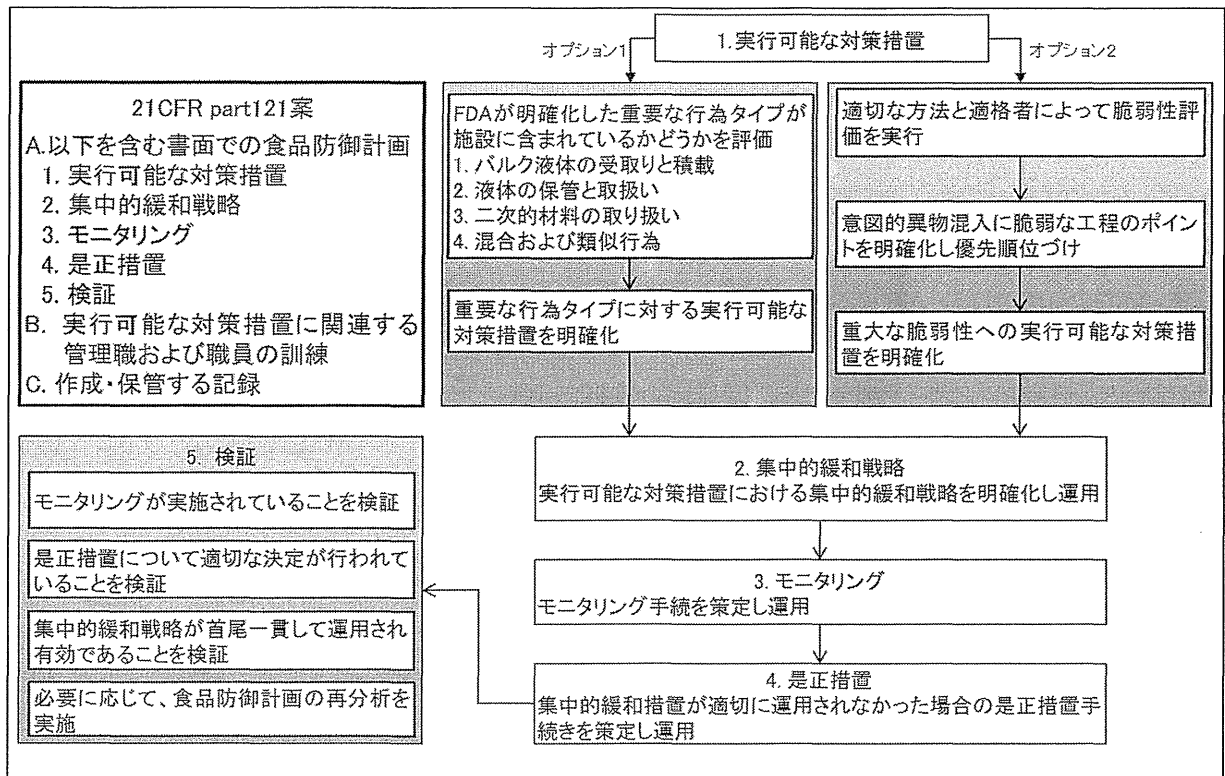 1.実行可能な対策措置
オプション1
オプション2
21CFR part121案
A.以下を含む書面での食品防御計画
1. 実行可能な対策措置
2. 集中的緩和戦略
3. モニタリング
4. 是正措置
5. 検証
B. 実行可能な対策措置に関連する
管理職および職員の訓練
C. 作成・保管する記録
FDAが明確化した重要な行為タイプが
施設に含まれているかどうかを評価
1. バルク液体の受取りと積載
2. 液体の保管と取扱い
3. 二次的材料の取り扱い
4. 混合および類似行為
重要な行為タイプに対する実行可能な
対策措置を明確化
適切な方法と適格者によって脆弱性評
価を実行
意図的異物混入に脆弱な工程のポイン
トを明確化し優先順位づけ
重大な脆弱性への実行可能な対策措
置を明確化
2. 集中的緩和戦略
実行可能な対策措置における集中的緩和戦略を明確化し運用
3. モニタリング
モニタリング手続を策定し運用
4. 是正措置
集中的緩和措置が適切に運用されなかった場合の是正措置手
続きを策定し運用
5. 検証
モニタリングが実施されていることを検証
是正措置について適切な決定が行われて
いることを検証
集中的緩和戦略が首尾一貫して運用され
有効であることを検証
必要に応じて、食品防御計画の再分析を
実施